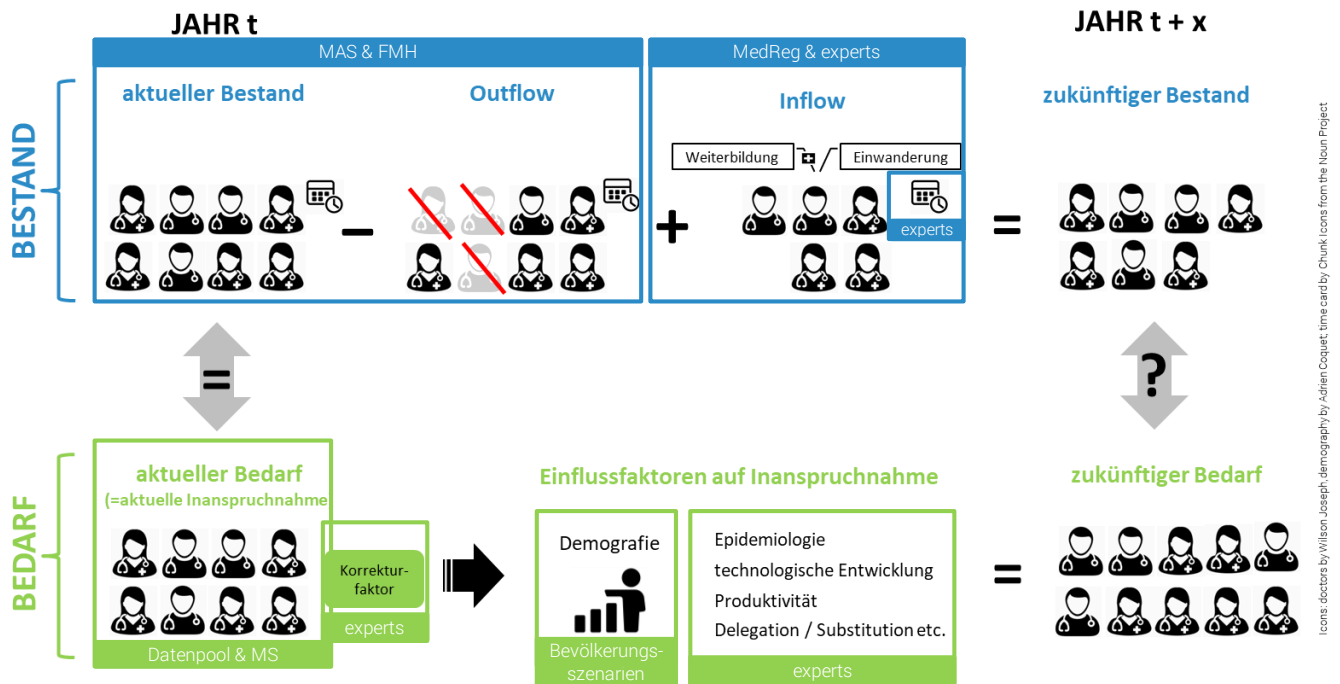 JAHR t
JAHR t + x
MAS & FMH
MedReg & experts
BESTAND
aktueller Bestand
Outflow
Inflow
zukünftiger Bestand
Weiterbildung
Einwanderung
–
+
=
experts
=
?
BEDARF
aktueller Bedarf
(=aktuelle Inanspruchnahme
Korrektur-
faktor
experts
Datenpool & MS
Einflussfaktoren auf Inanspruchnahme
Demografie
Bevölkerungs-
szenarien
Epidemiologie
technologische Entwicklung
Produktivität
Delegation / Substitution etc.
experts
=
zukünftiger Bedarf
Icons: doctors by Wilson Joseph, demography by Adrien Coquet; time card by Chunk Icons from the Noun Project